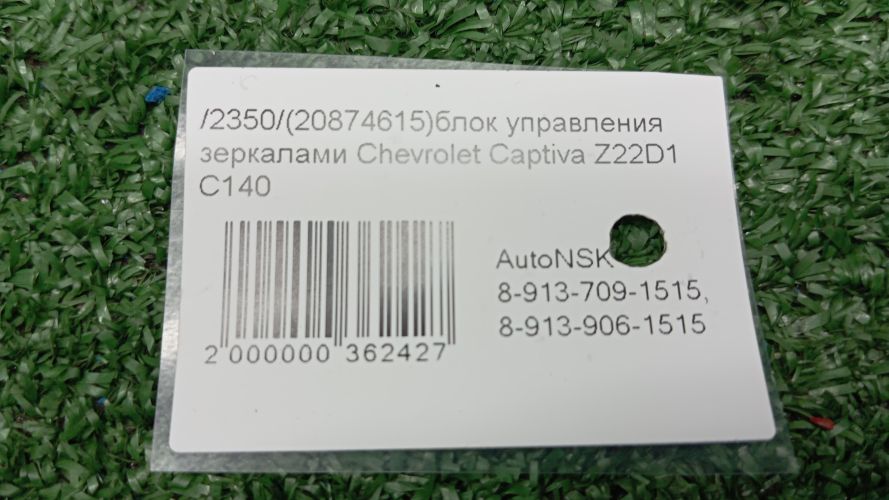 /2350/(20874615)блок управления
зеркалами Chevrolet Captiva Z22D1
C140
AutoNSK
8-913-709-1515,
8-913-906-1515
2 000000 362427